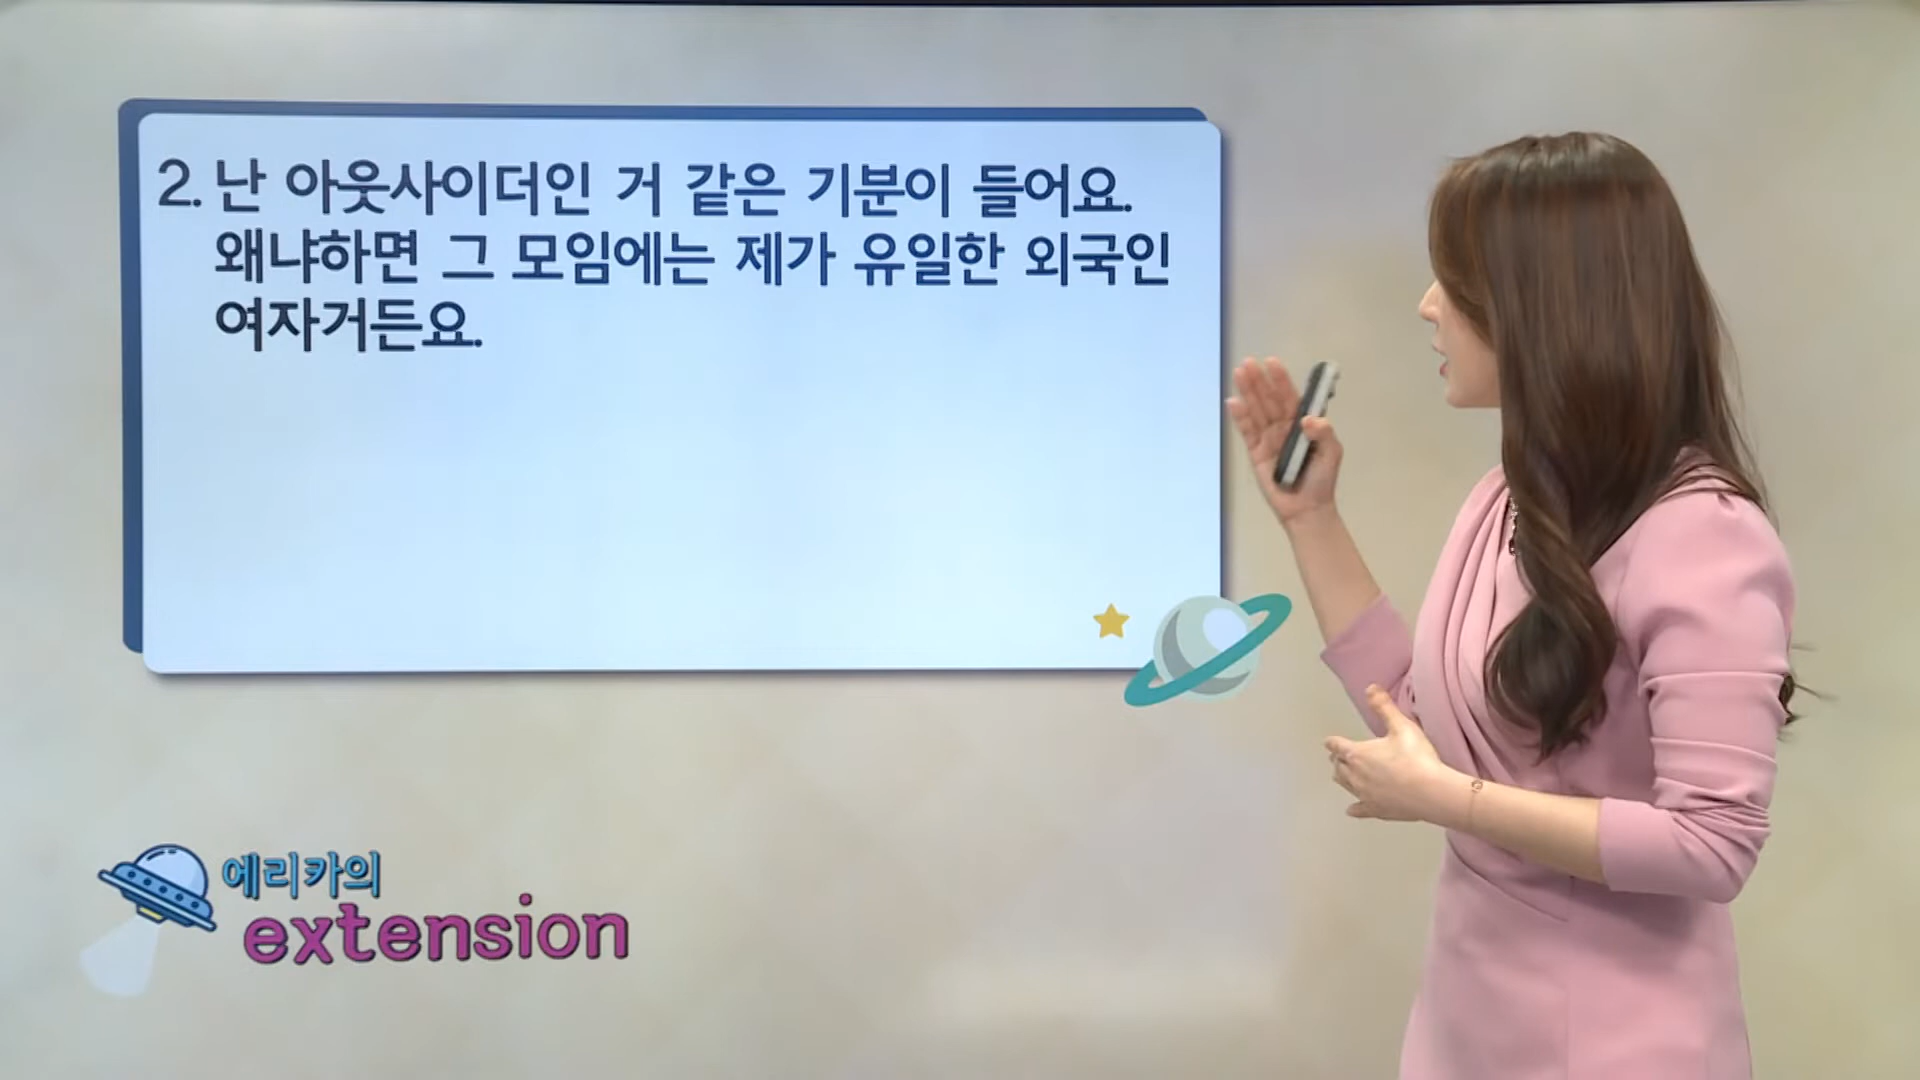 2. 난 아웃사이더인 거 같은 기분이 들어요.
왜냐하면 그 모임에는 제가 유일한 외국인
여자거든요.
에리카의
extension